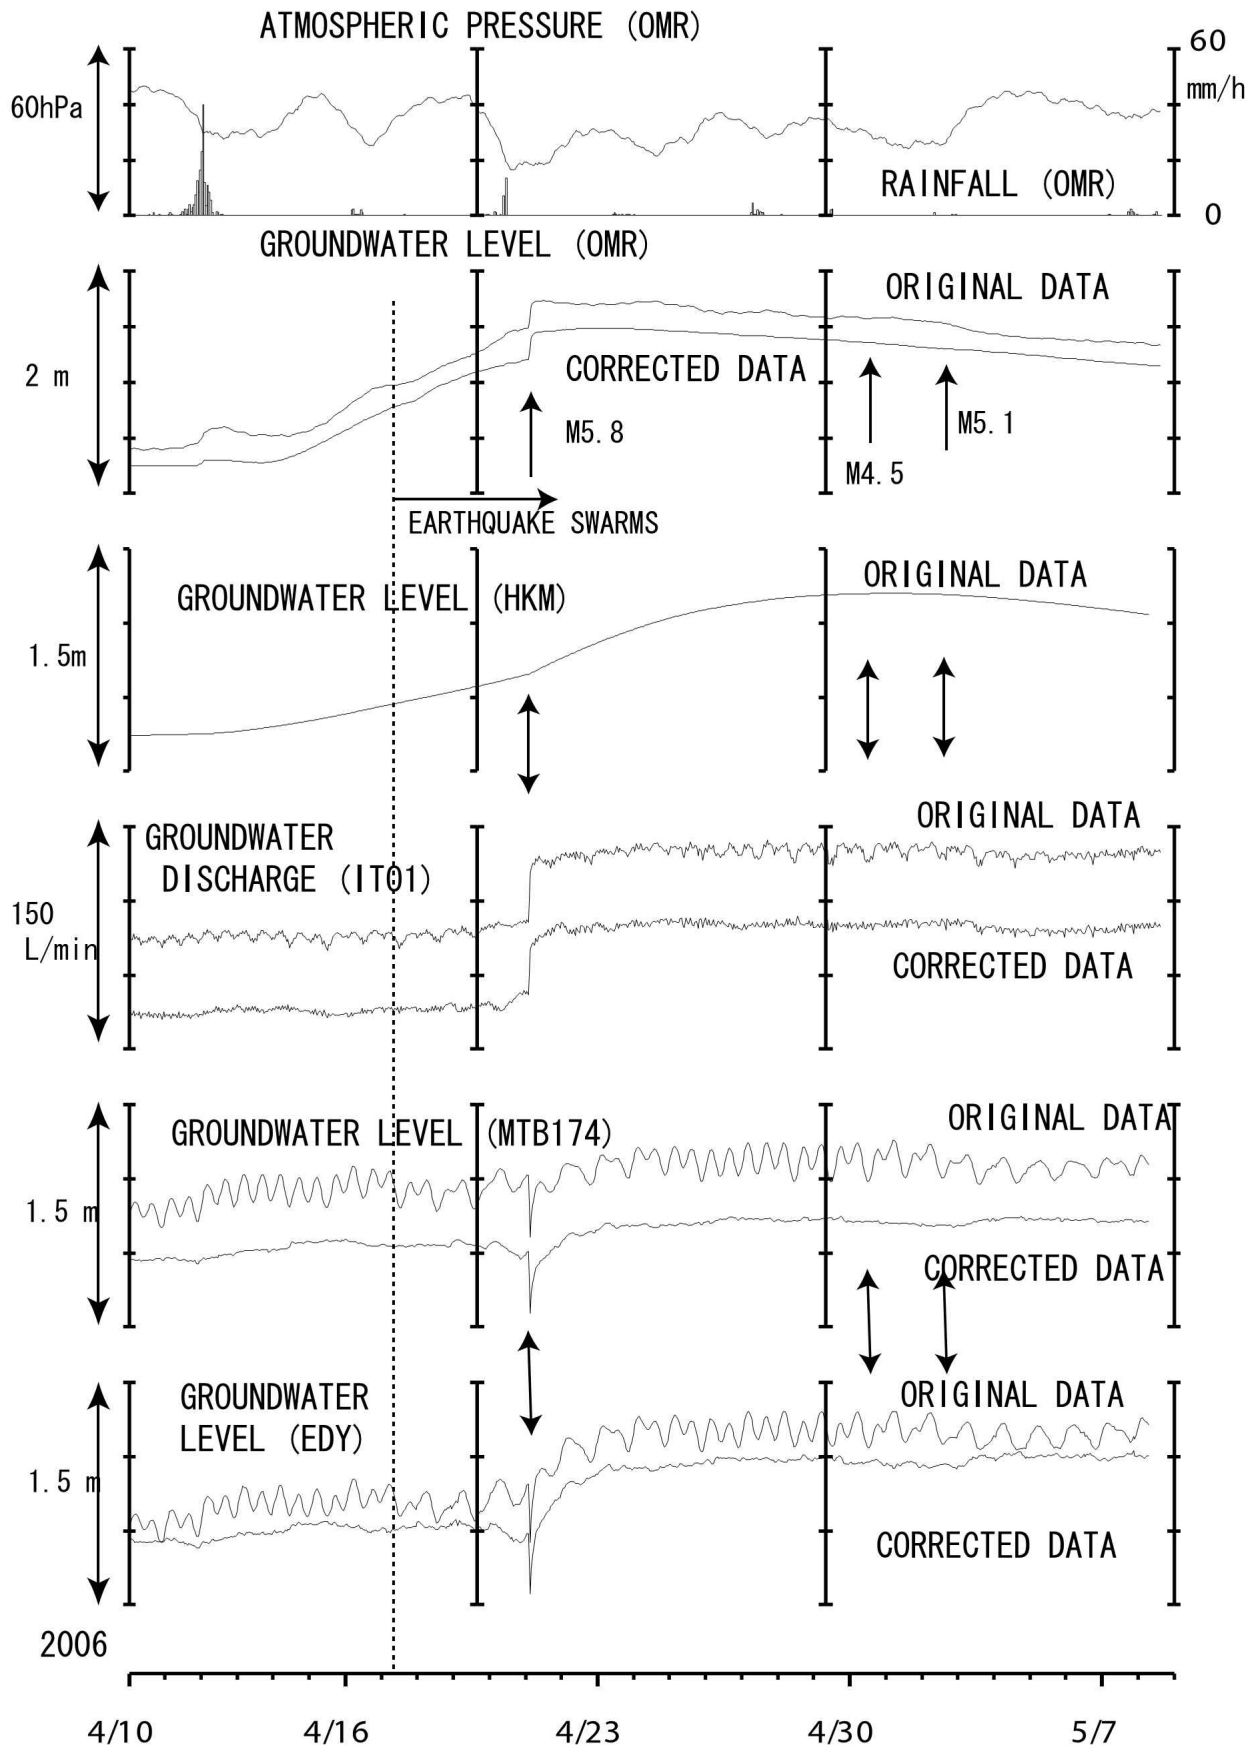 ATMOSPHERIC PRESSURE (OMR)
60
mm/h
60hPa
RAINFALL (OMR)
0
GROUNDWATER LEVEL (OMR)
ORIGINAL DATA
2 m
CORRECTED DATA
M5.8
M5.1
M4.5
EARTHQUAKE SWARMS
ORIGINAL DATA
GROUNDWATER LEVEL (HKM)
1.5m
ORIGINAL DATA
GROUNDWATER
DISCHARGE (IT01)
150
L/min
CORRECTED DATA
ORIGINAL DATA
GROUNDWATER LEVEL (MTB174)
1.5 m
CORRECTED DATA
GROUNDWATER
LEVEL (EDY)
ORIGINAL DATA
1.5 m
CORRECTED DATA
2006
4/10
4/16
4/23
4/30
5/7